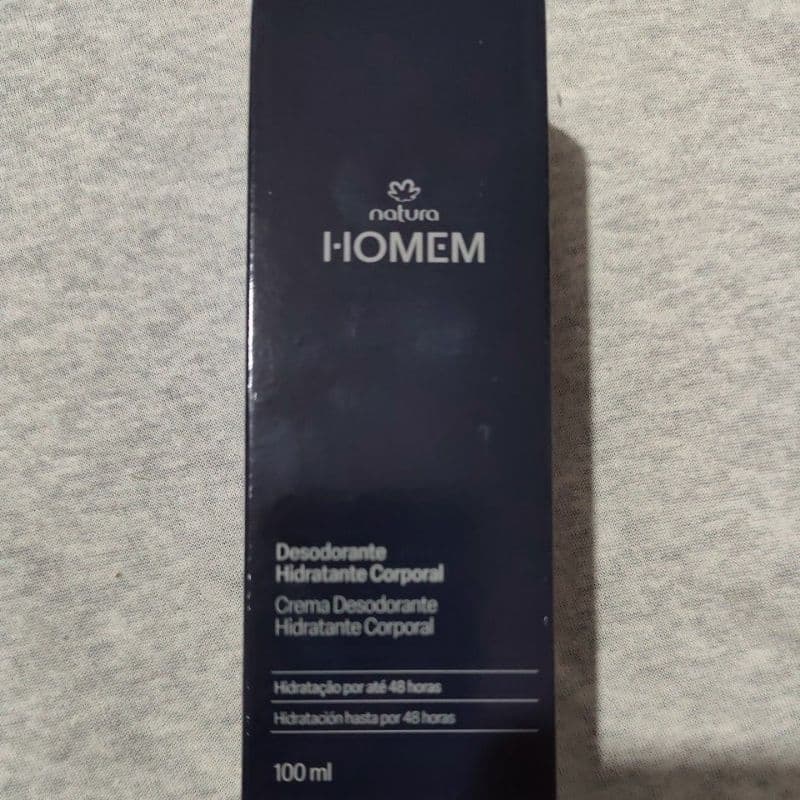 natura
HOMEM
Desodorante
Hidratante Corporal
Crema Desodorante
Hidratante Corporal
Hidratação por até 48 horas
Hidratación hasta por 48 horas
100 ml